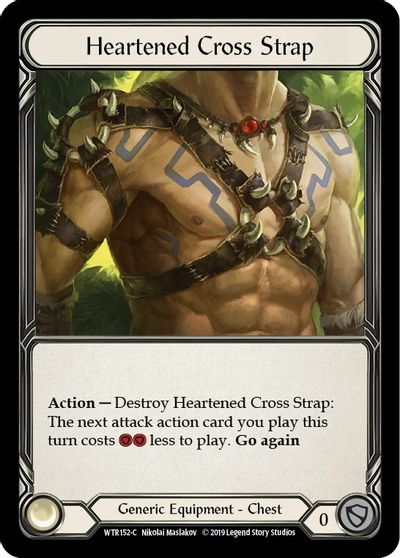 Heartened Cross Strap
Action — Destroy Heartened Cross Strap:
The next attack action card you play this
turn costs less to play. Go again
Generic Equipment - Chest
0
WTR152-C Nikolai Maslakov © 2019 Legend Story Studios